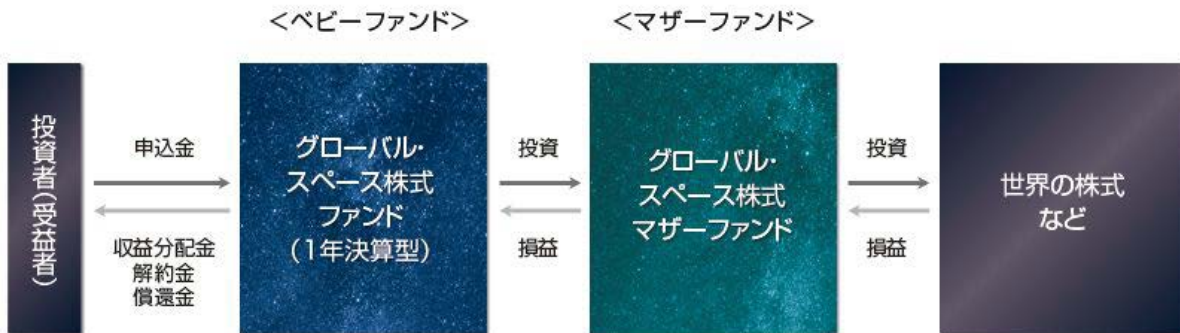 <ベビーファンド>
<マザーファンド>
投資者(受益者)
申込金
収益分配金
解約金
償還金
グローバル・
スペース株式
ファンド
(1年決算型)
投資
損益
グローバル・
スペース株式
マザーファンド
投資
損益
世界の株式
など